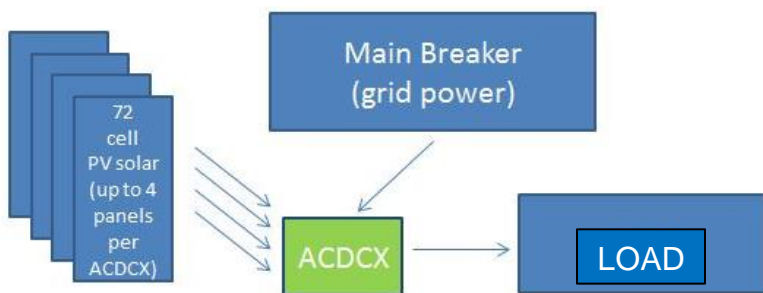 72
cell
PV solar
(up to 4
panels
per
ACDCX)
Main Breaker
(grid power)
ACDCX
LOAD